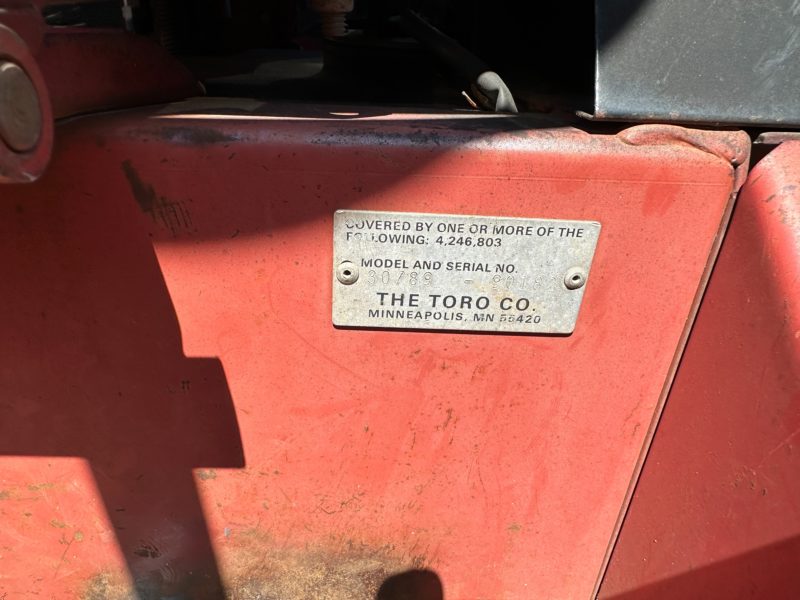 COVERED BY ONE OR MORE OF THE
FOLLOWING: 4,246,803
MODEL AND SERIAL NO.
30789 -
THE TORO CO.
MINNEAPOLIS, MN 55420